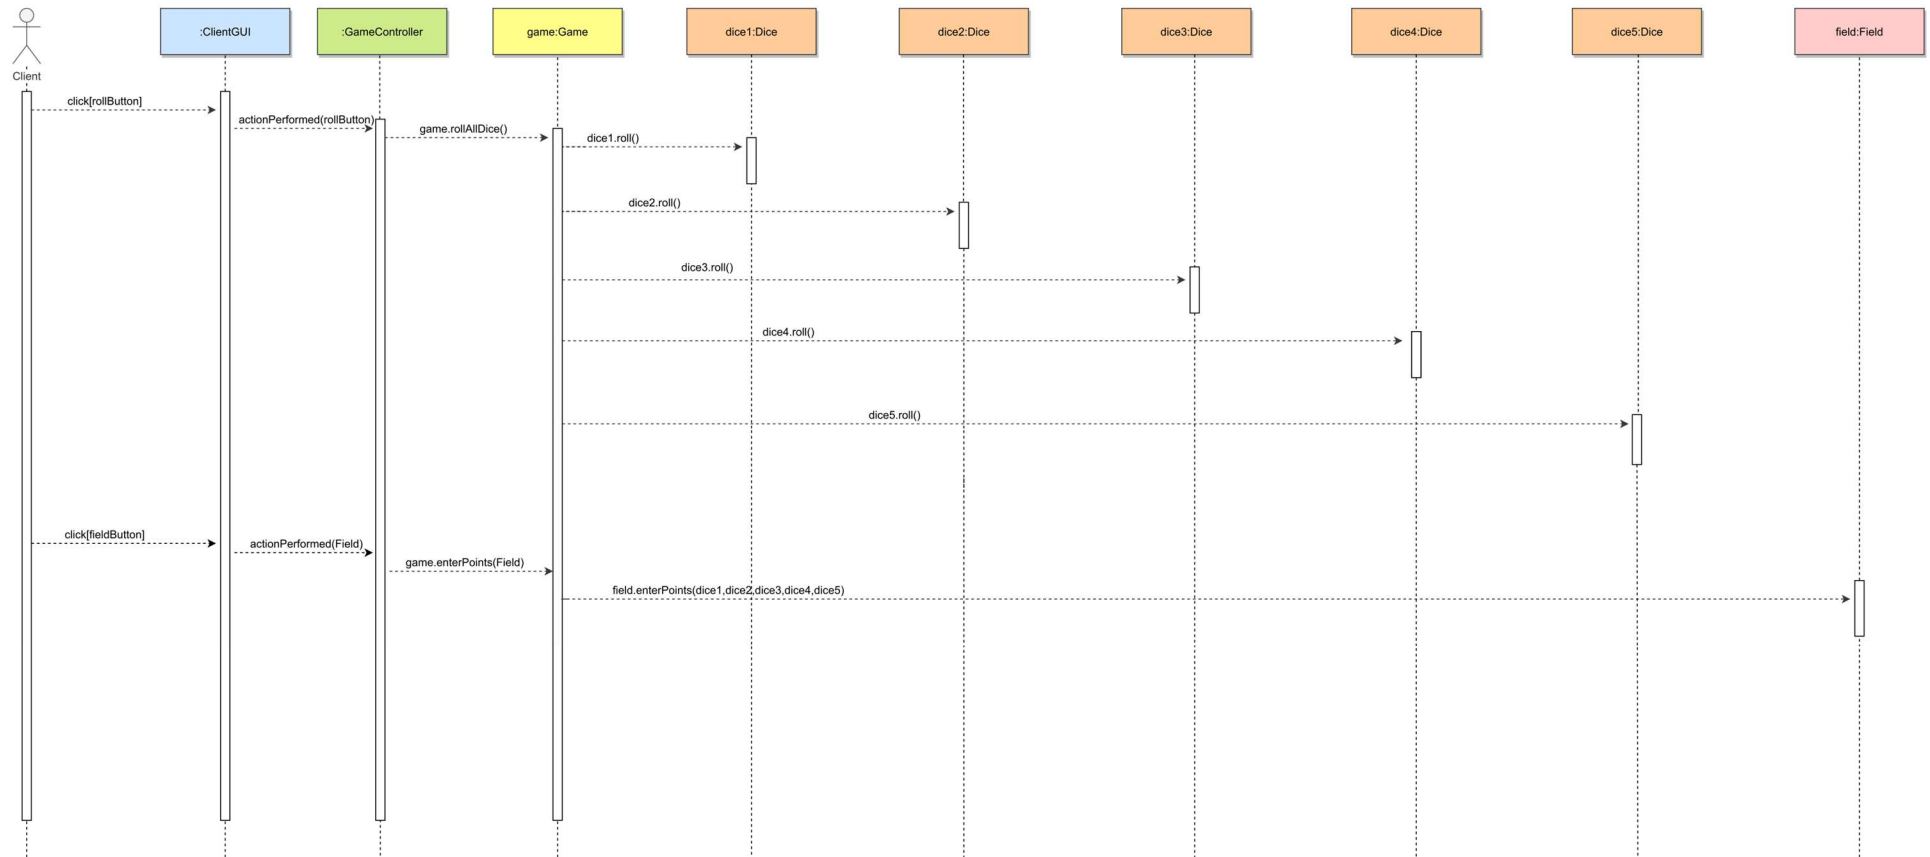 :ClientGUI
:GameController
game:Game
dice1:Dice
dice2:Dice
dice3:Dice
dice4:Dice
dice5:Dice
field:Field
Client
click[rollButton]
actionPerformed(rollButton)
game.rollAllDice()
dice1.roll()
dice2.roll()
dice3.roll()
dice4.roll()
dice5.roll()
click[fieldButton]
actionPerformed(Field)
game.enterPoints(Field)
field.enterPoints(dice1,dice2,dice3,dice4,dice5)